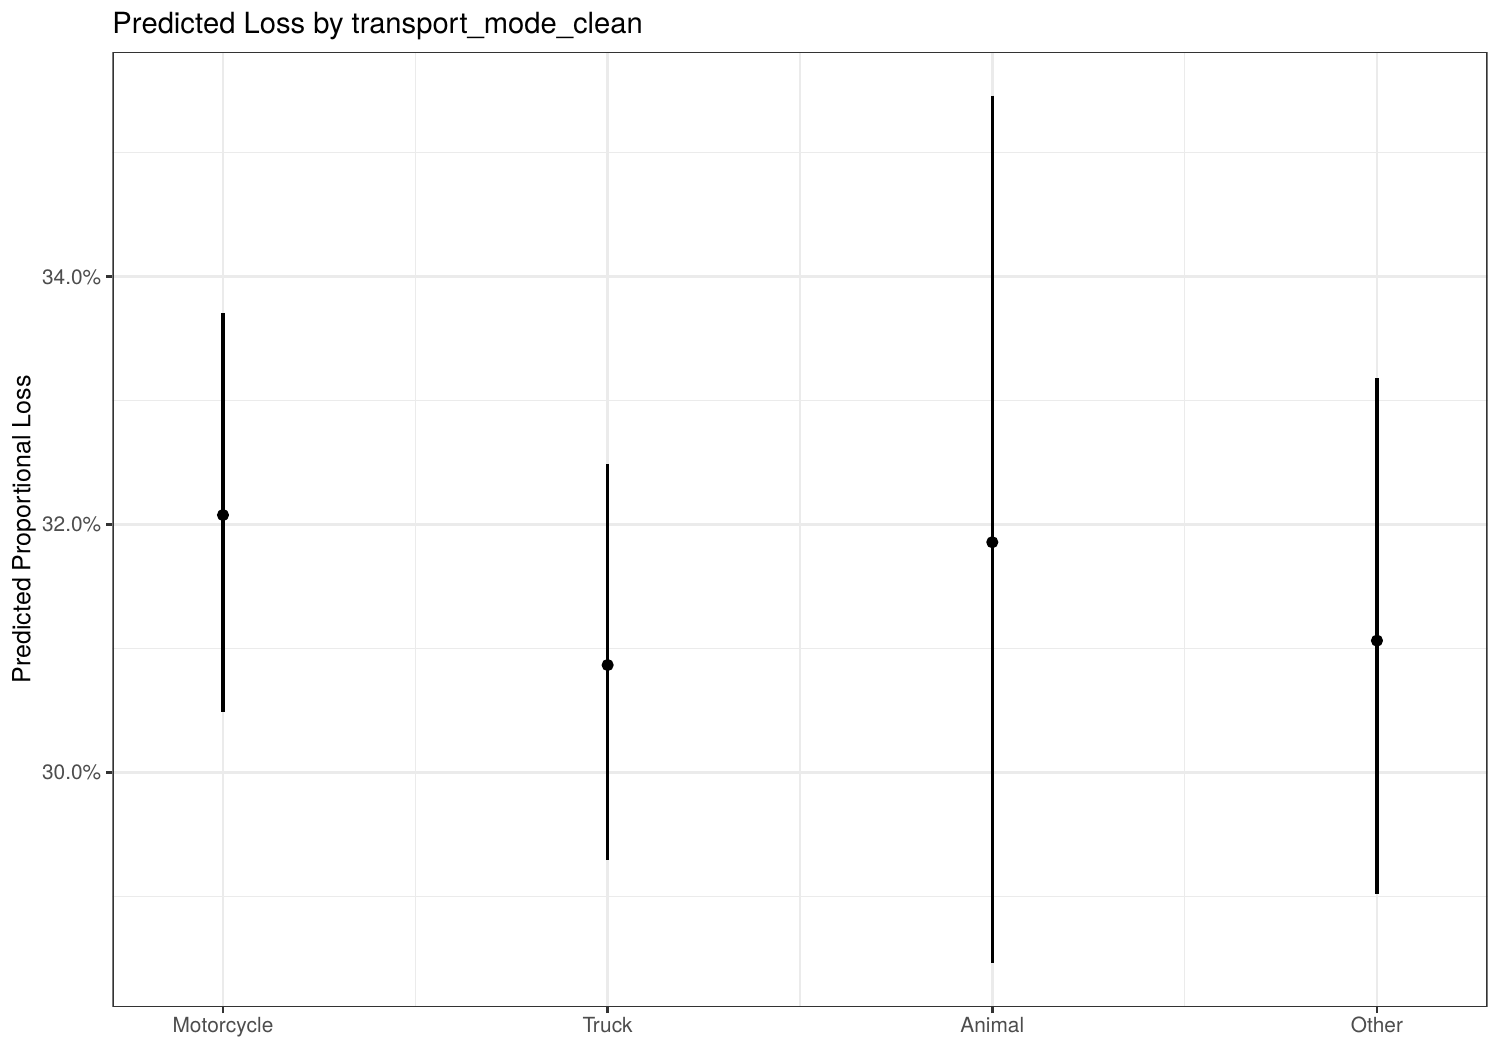 Predicted Loss by transport_mode_clean
Predicted Proportional Loss
34.0%
32.0%
30.0%
Motorcycle
Truck
Animal
Other